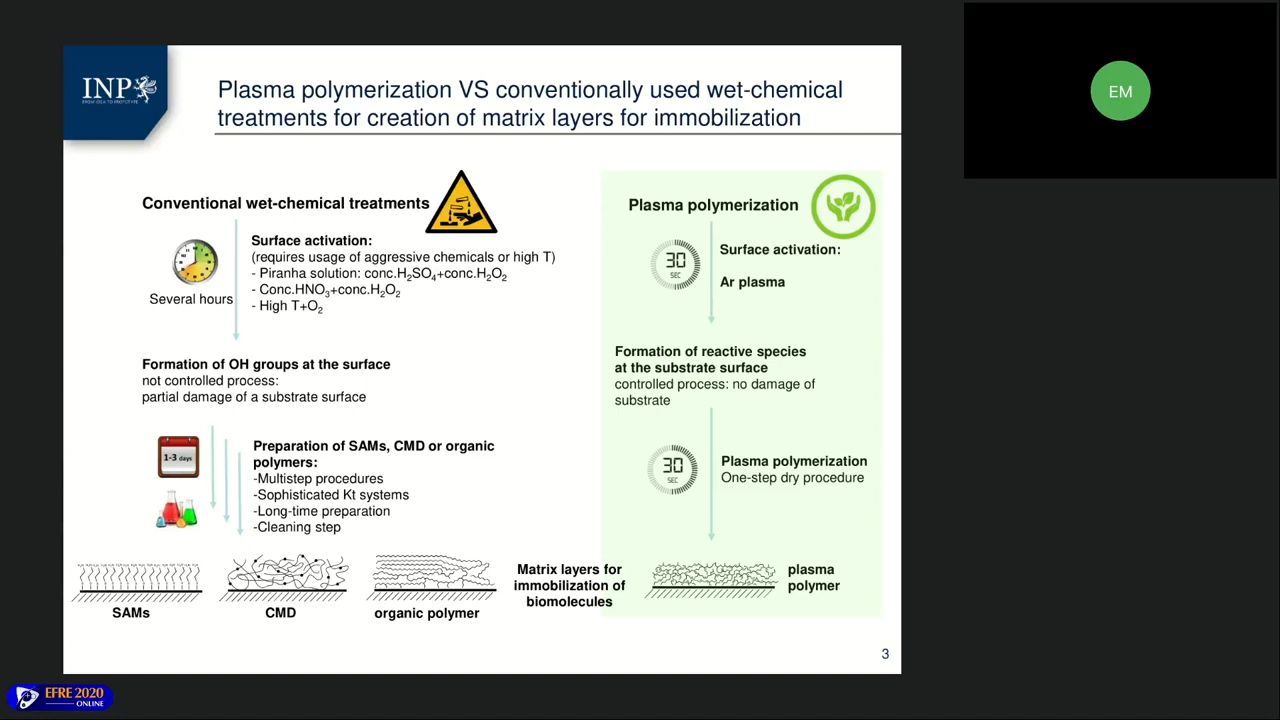 INP
FROM IDEA TO PROTOTYPE
Plasma polymerization VS conventionally used wet-chemical
treatments for creation of matrix layers for immobilization
EM
Conventional wet-chemical treatments
Several hours
Surface activation:
(requires usage of aggressive chemicals or high T)
- Piranha solution: conc.H₂SO₄+conc.H₂O₂
- Conc.HNO₃+conc.H₂O₂
- High T+O₂
Formation of OH groups at the surface
not controlled process:
partial damage of a substrate surface
1-3 days
Preparation of SAMs, CMD or organic
polymers:
-Multistep procedures
-Sophisticated Kt systems
-Long-time preparation
-Cleaning step
SAMs
CMD
organic polymer
Matrix layers for
immobilization of
biomolecules
Plasma polymerization
30
SEC
Surface activation:
Ar plasma
Formation of reactive species
at the substrate surface
controlled process: no damage of
substrate
30
SEC
Plasma polymerization
One-step dry procedure
plasma
polymer
3
EFRE 2020
ONLINE